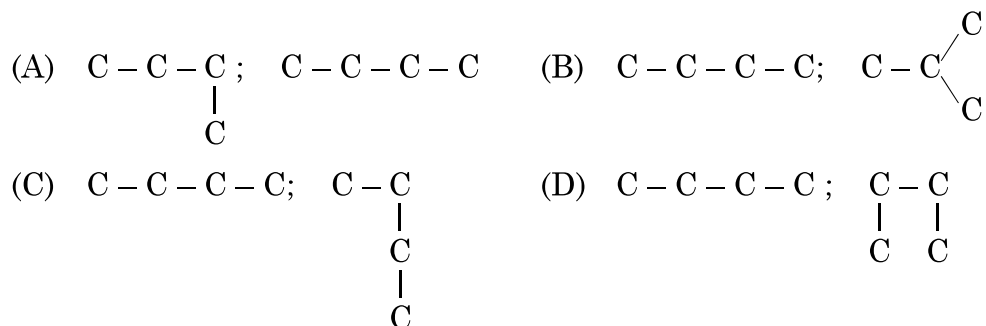 (A) C – C – C ; C – C – C – C
C
(B) C – C – C – C; C – C C
C
(C) C – C – C – C; C – C
C
C
(D) C – C – C – C ; C – C
C C